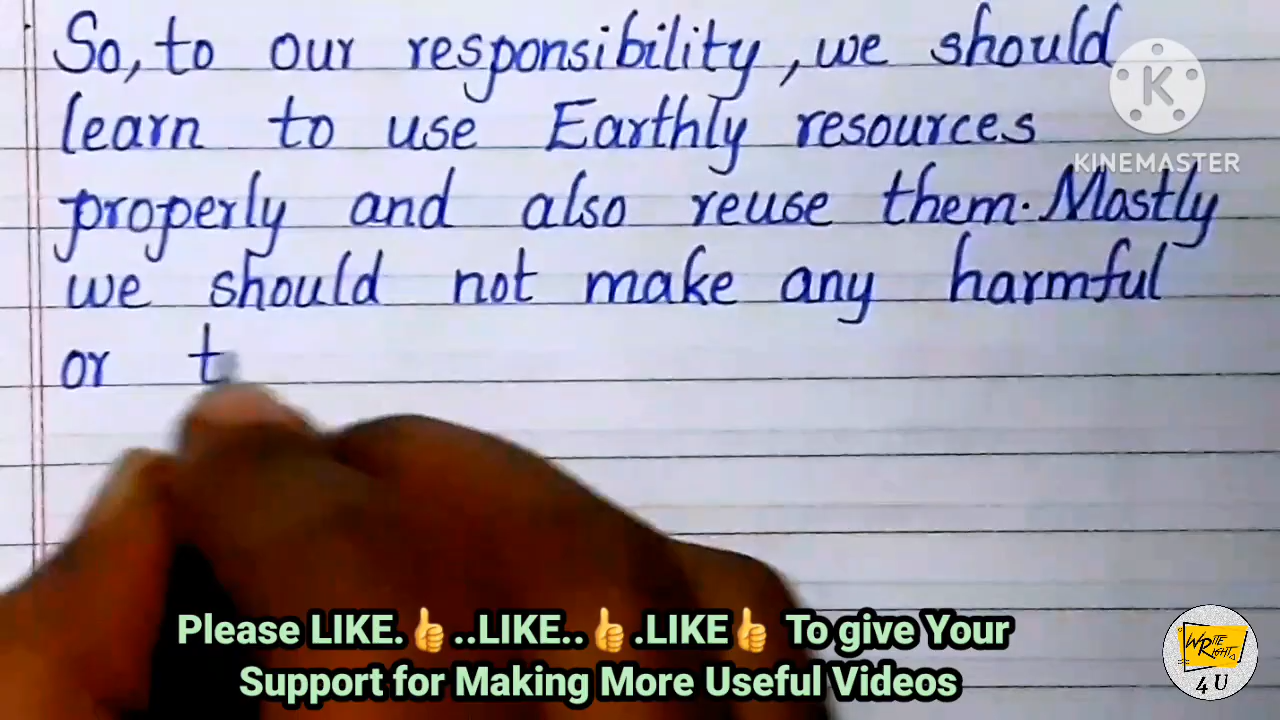 So, to our responsibility, we should
learn to use Earthly resources
properly and also reuse them. Mostly
we should not make any harmful
or t
KINEMASTER
Please LIKE.👍..LIKE..👍.LIKE👍 To give Your
Support for Making More Useful Videos
WRITE
RIGHT
4 U